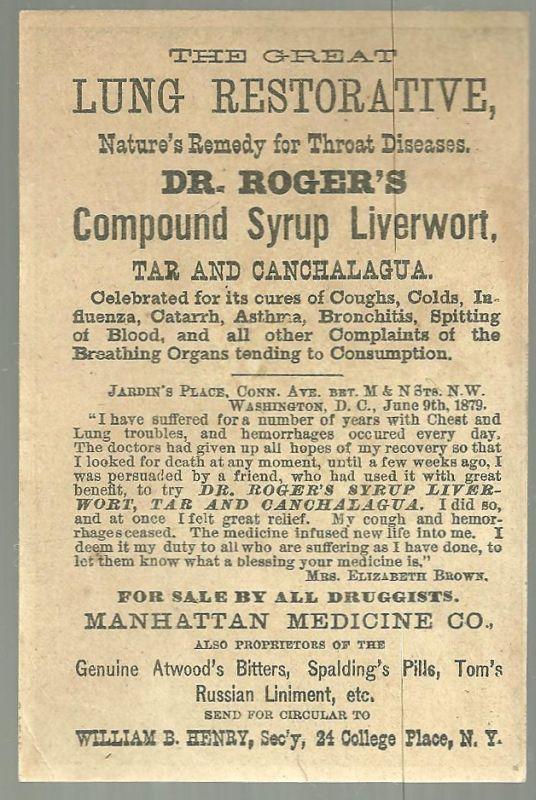 THE GREAT
LUNG RESTORATIVE,
Nature's Remedy for Throat Diseases.
DR. ROGER'S
Compound Syrup Liverwort,
TAR AND CANCHALAGUA.
Celebrated for its cures of Coughs, Colds, In-
fluenza, Catarrh, Asthma, Bronchitis, Spitting
of Blood, and all other Complaints of the
Breathing Organs tending to Consumption.
JARDIN'S PLACE, CONN. AVE. BET. M & N STS. N.W.
WASHINGTON, D. C., June 9th, 1879.
"I have suffered for a number of years with Chest and
Lung troubles, and hemorrhages occured every day.
The doctors had given up all hopes of my recovery so that
I looked for death at any moment, until a few weeks ago, I
was persuaded by a friend, who had used it with great
benefit, to try DR. ROGER'S SYRUP LIVER-
WORT, TAR AND CANCHALAGUA. I did so,
and at once I felt great relief. My cough and hemor-
rhages ceased. The medicine infused new life into me. I
deem it my duty to all who are suffering as I have done, to
let them know what a blessing your medicine is,"
MRS. ELIZABETH BROWN.
FOR SALE BY ALL DRUGGISTS.
MANHATTAN MEDICINE CO.,
ALSO PROPRIETORS OF THE
Genuine Atwood's Bitters, Spalding's Pills, Tom's
Russian Liniment, etc.
SEND FOR CIRCULAR TO
WILLIAM B. HENRY, Sec'y, 24 College Place, N. Y.